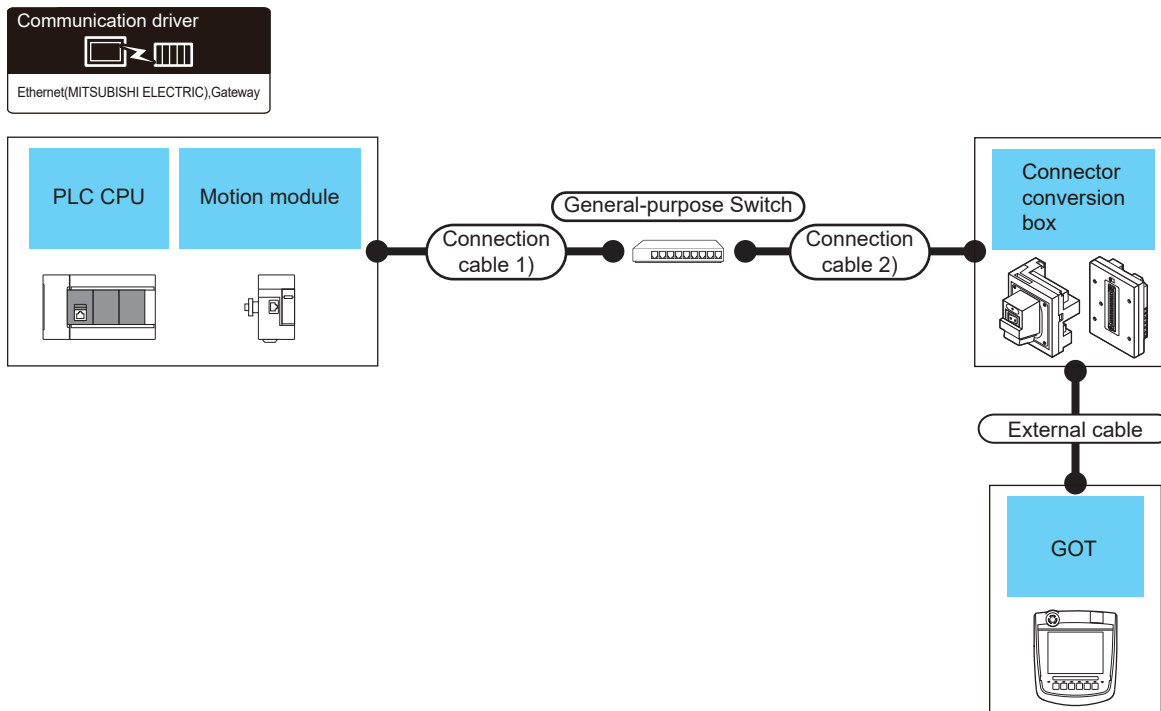 Communication driver
Ethernet(MITSUBISHI ELECTRIC),Gateway
PLC CPU
Motion module
Connection
cable 1)
General-purpose Switch
Connection
cable 2)
Connector
conversion
box
External cable
GOT